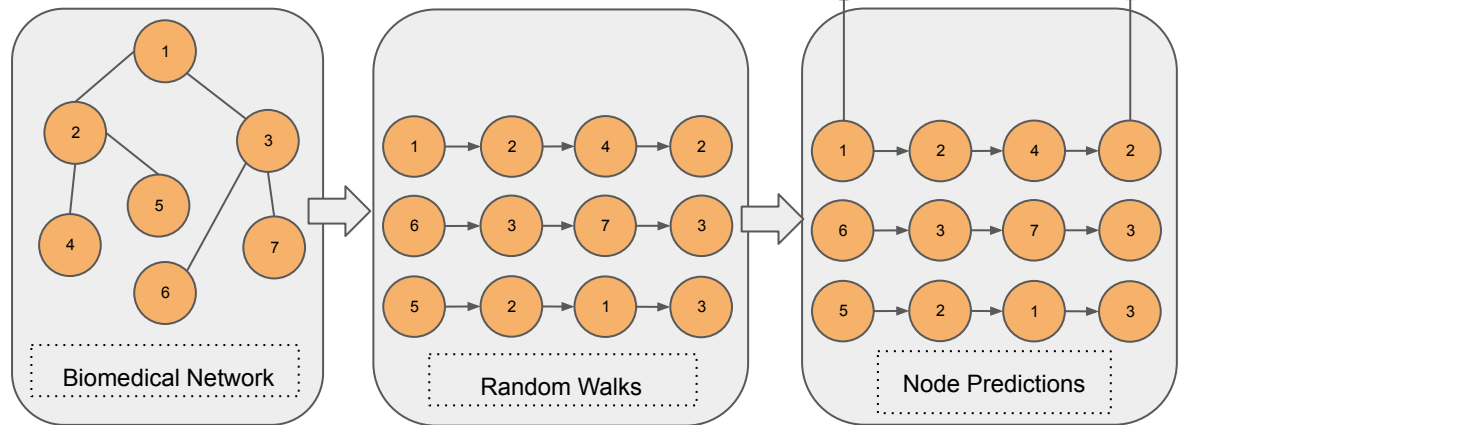 1
2
3
5
4
7
6
Biomedical Network
1 2 4 2
6 3 7 3
5 2 1 3
Random Walks
1 2 4 2
6 3 7 3
5 2 1 3
Node Predictions